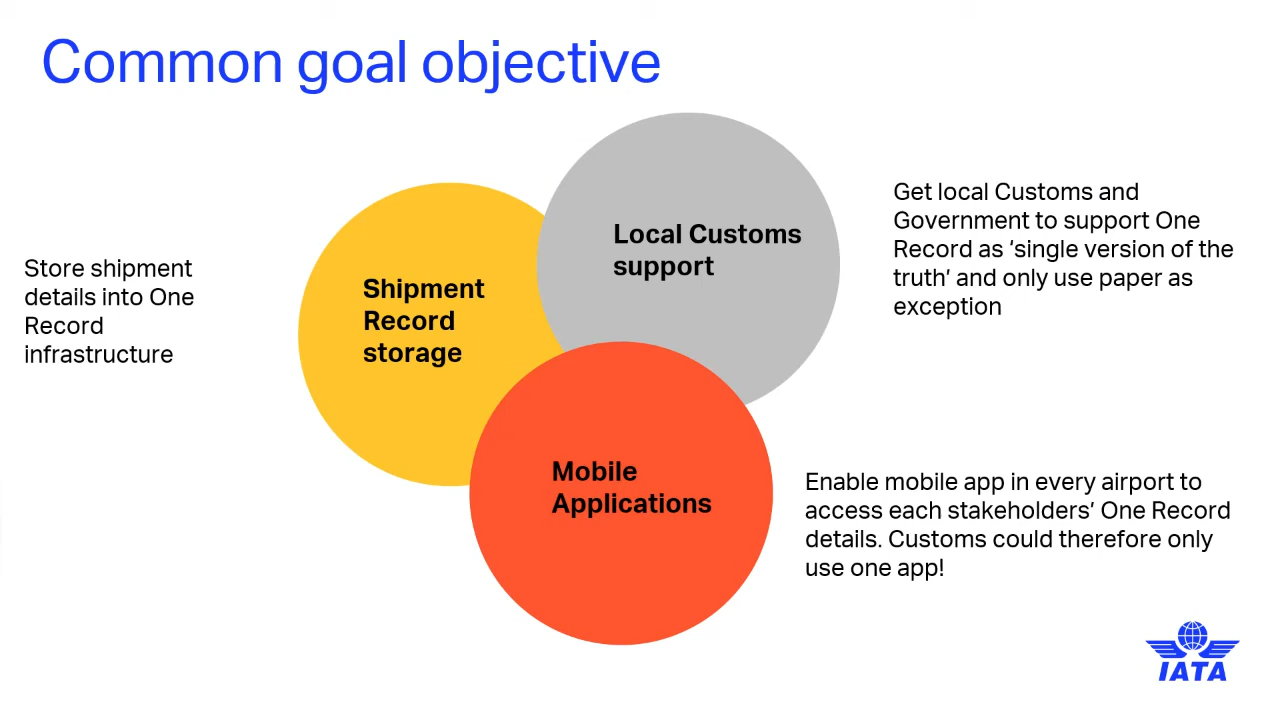 Common goal objective
Store shipment
details into One
Record
infrastructure
Shipment
Record
storage
Local Customs
support
Get local Customs and
Government to support One
Record as ‘single version of the
truth’ and only use paper as
exception
Mobile
Applications
Enable mobile app in every airport to
access each stakeholders’ One Record
details. Customs could therefore only
use one app!
IATA